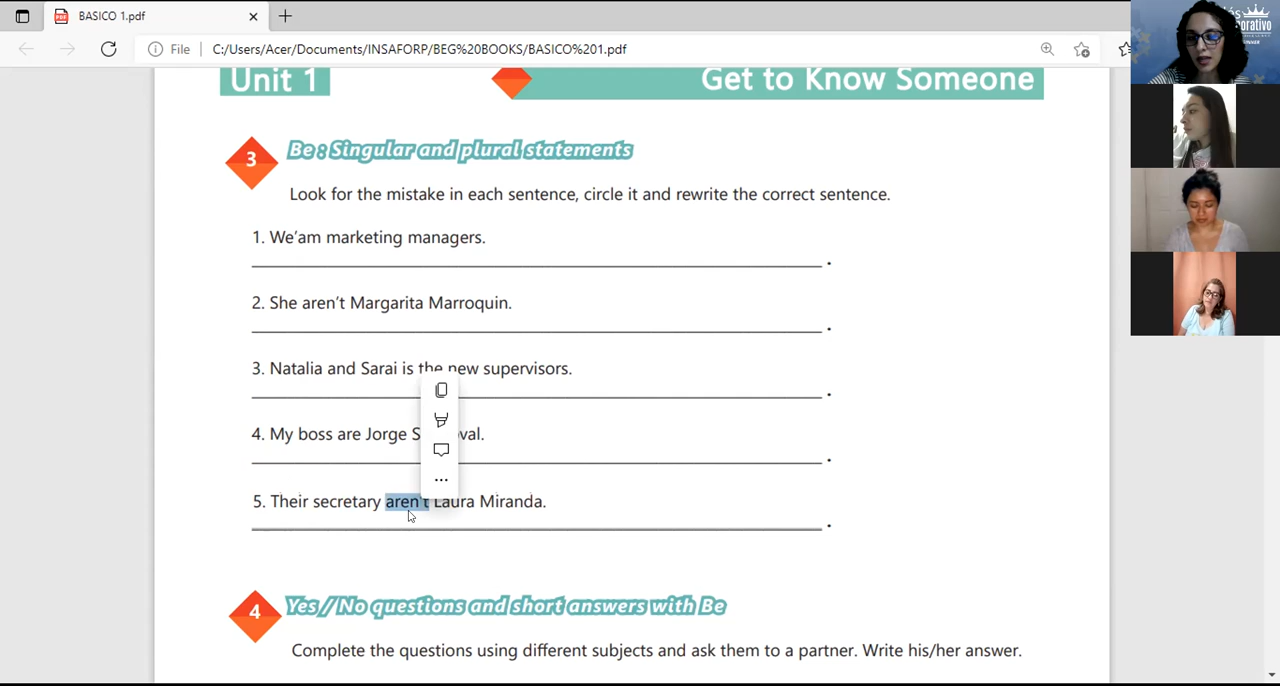 BASICO 1.pdf
File
C:/Users/Acer/Documents/INSAFORP/BEG%20BOOKS/BASICO%201.pdf
Unit 1
Get to Know Someone
3
Be : Singular and plural statements
Look for the mistake in each sentence, circle it and rewrite the correct sentence.
1. We'am marketing managers.
.
2. She aren't Margarita Marroquin.
.
3. Natalia and Sarai is the new supervisors.
.
4. My boss are Jorge S val.
.
5. Their secretary aren't Laura Miranda.
.
4
Yes / No questions and short answers with Be
Complete the questions using different subjects and ask them to a partner. Write his/her answer.